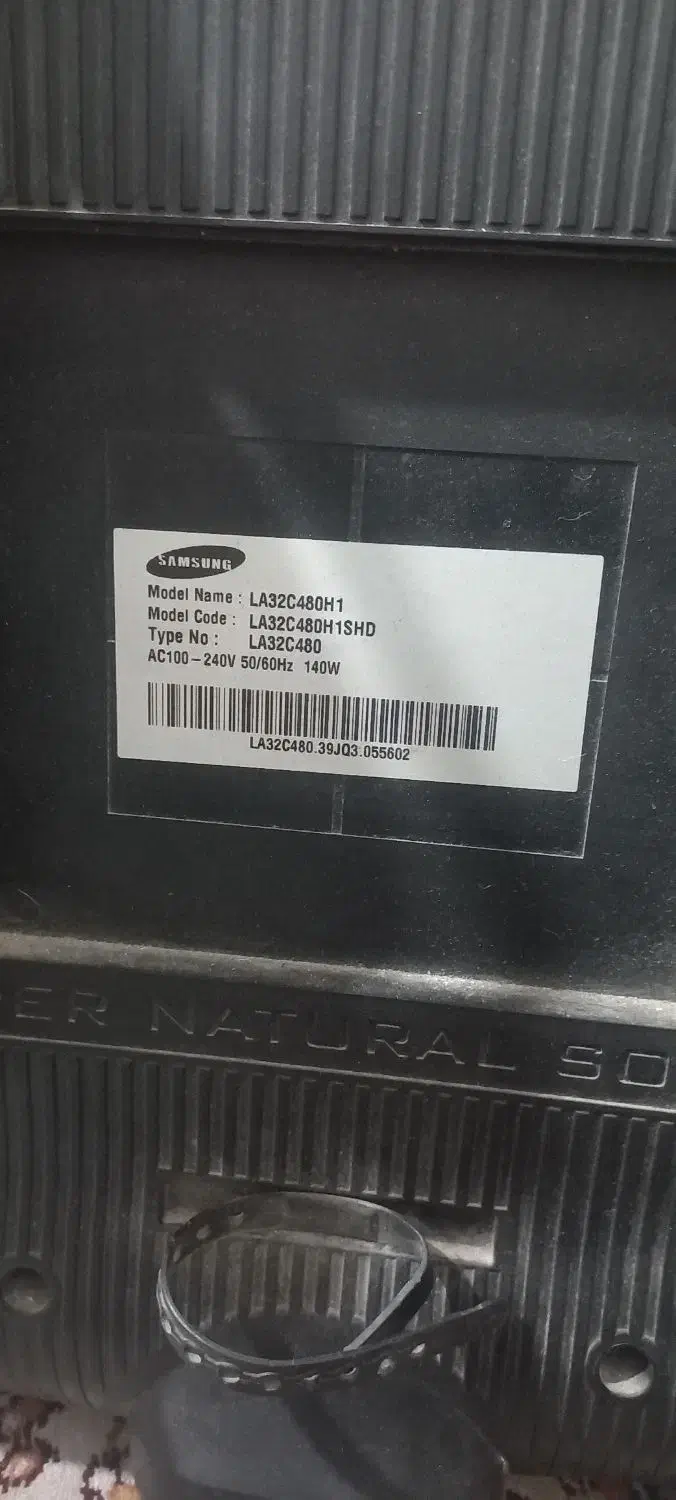 SAMSUNG
Model Name : LA32C480H1
Model Code : LA32C480H1SHD
Type No : LA32C480
AC100-240V 50/60Hz 140W
LA32C480.39JQ3.055602
ER NATURAL SO